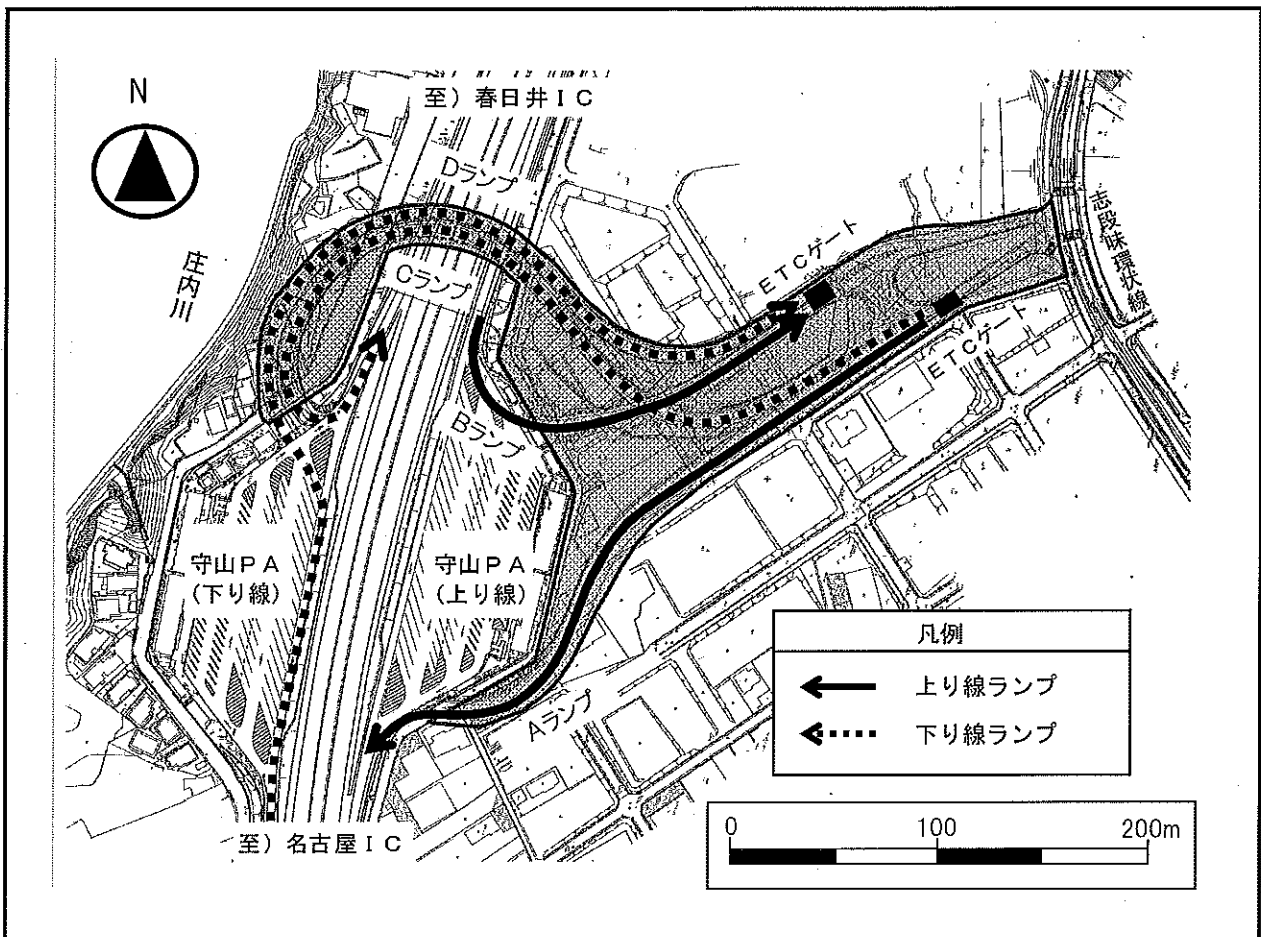 N
至）春日井ＩＣ
Ｄランプ
志段味環状線
庄内川
ＥＴＣゲート
Ｃランプ
ＥＴＣゲート
Ｂランプ
守山ＰＡ
（下り線）
守山ＰＡ
（上り線）
Ａランプ
凡例
上り線ランプ
下り線ランプ
至）名古屋ＩＣ
0 100 200m